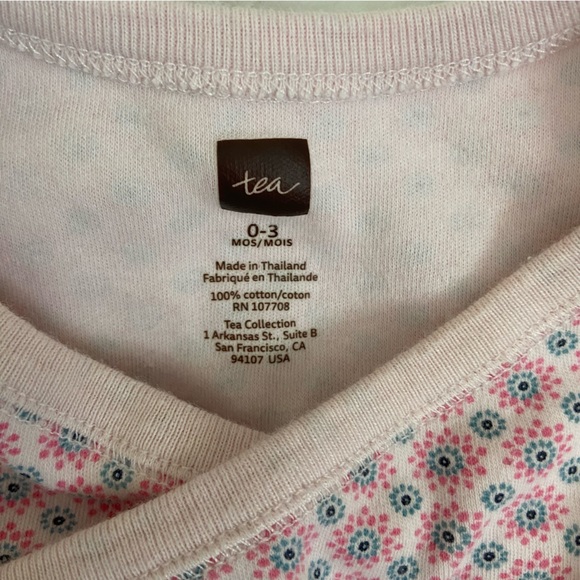 tea
0-3
MOS/MOIS
Made in Thailand
Fabriqué en Thailande
100% cotton/coton
RN 107708
Tea Collection
1 Arkansas St., Suite B
San Francisco, CA
94107 USA